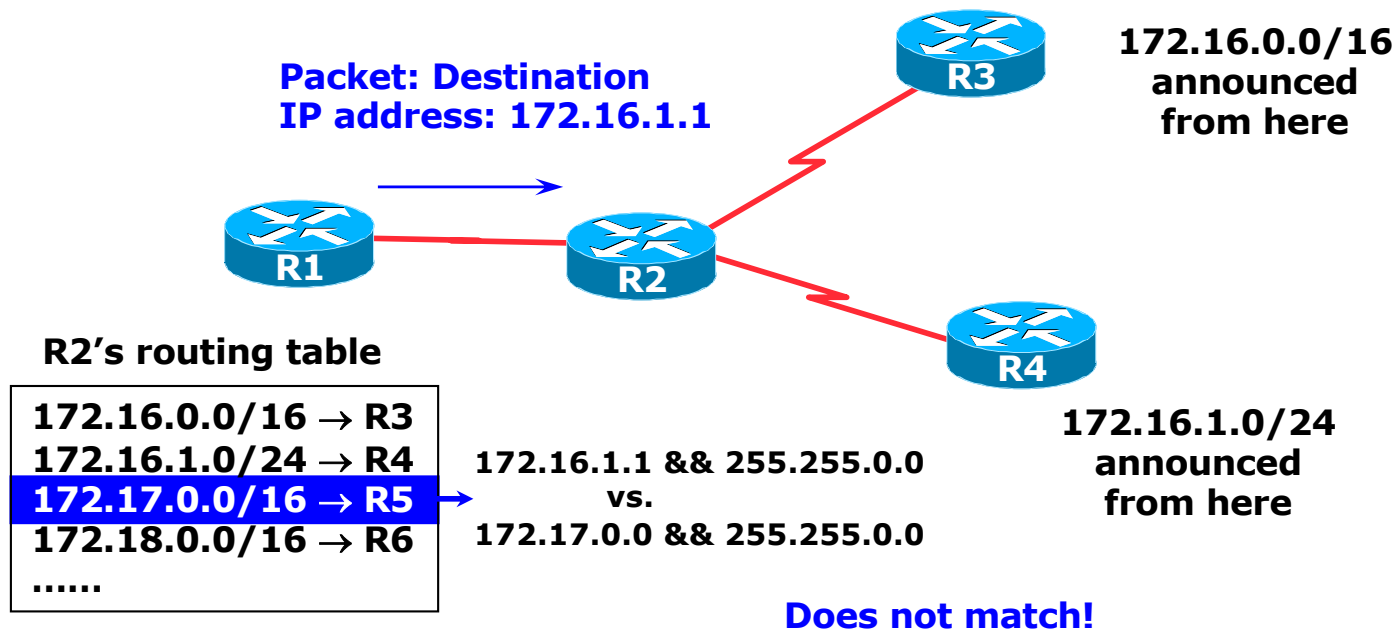 Packet: Destination
IP address: 172.16.1.1
R3
172.16.0.0/16
announced
from here
R1
R2
R4
172.16.1.0/24
announced
from here
R2’s routing table
172.16.0.0/16 → R3
172.16.1.0/24 → R4
172.17.0.0/16 → R5
172.18.0.0/16 → R6
......
172.16.1.1 && 255.255.0.0
vs.
172.17.0.0 && 255.255.0.0
Does not match!